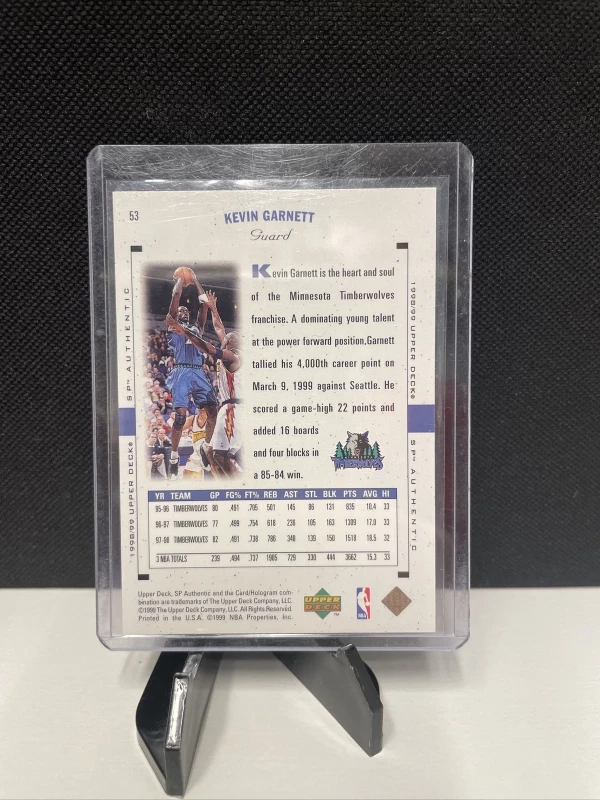 53
KEVIN GARNETT
Guard
Kevin Garnett is the heart and soul
of the Minnesota Timberwolves
franchise. A dominating young talent
at the power forward position,Garnett
tallied his 4,000th career point on
March 9, 1999 against Seattle. He
scored a game-high 22 points and
added 16 boards
and four blocks in
a 85-84 win.
TIMBERWOLVES
SP™ AUTHENTIC
1998/99 UPPER DECK®
1998/99 UPPER DECK®
SP™ AUTHENTIC
YR TEAM GP FG% FT% REB AST STL BLK PTS AVG HI
95-96 TIMBERWOLVES 80 .491 .705 501 145 86 131 835 10.4 33
96-97 TIMBERWOLVES 77 .499 .754 618 236 105 163 1309 17.0 33
97-98 TIMBERWOLVES 82 .491 .738 786 348 139 150 1518 18.5 32
3 NBA TOTALS 239 .494 .737 1905 729 330 444 3662 15.3 33
Upper Deck, SP Authentic and the Card/Hologram com-
bination are trademarks of The Upper Deck Company, LLC.
©1999 The Upper Deck Company, LLC. All Rights Reserved.
Printed in the U.S.A. ©1999 NBA Properties, Inc.
UPPER
DECK
™
NBA